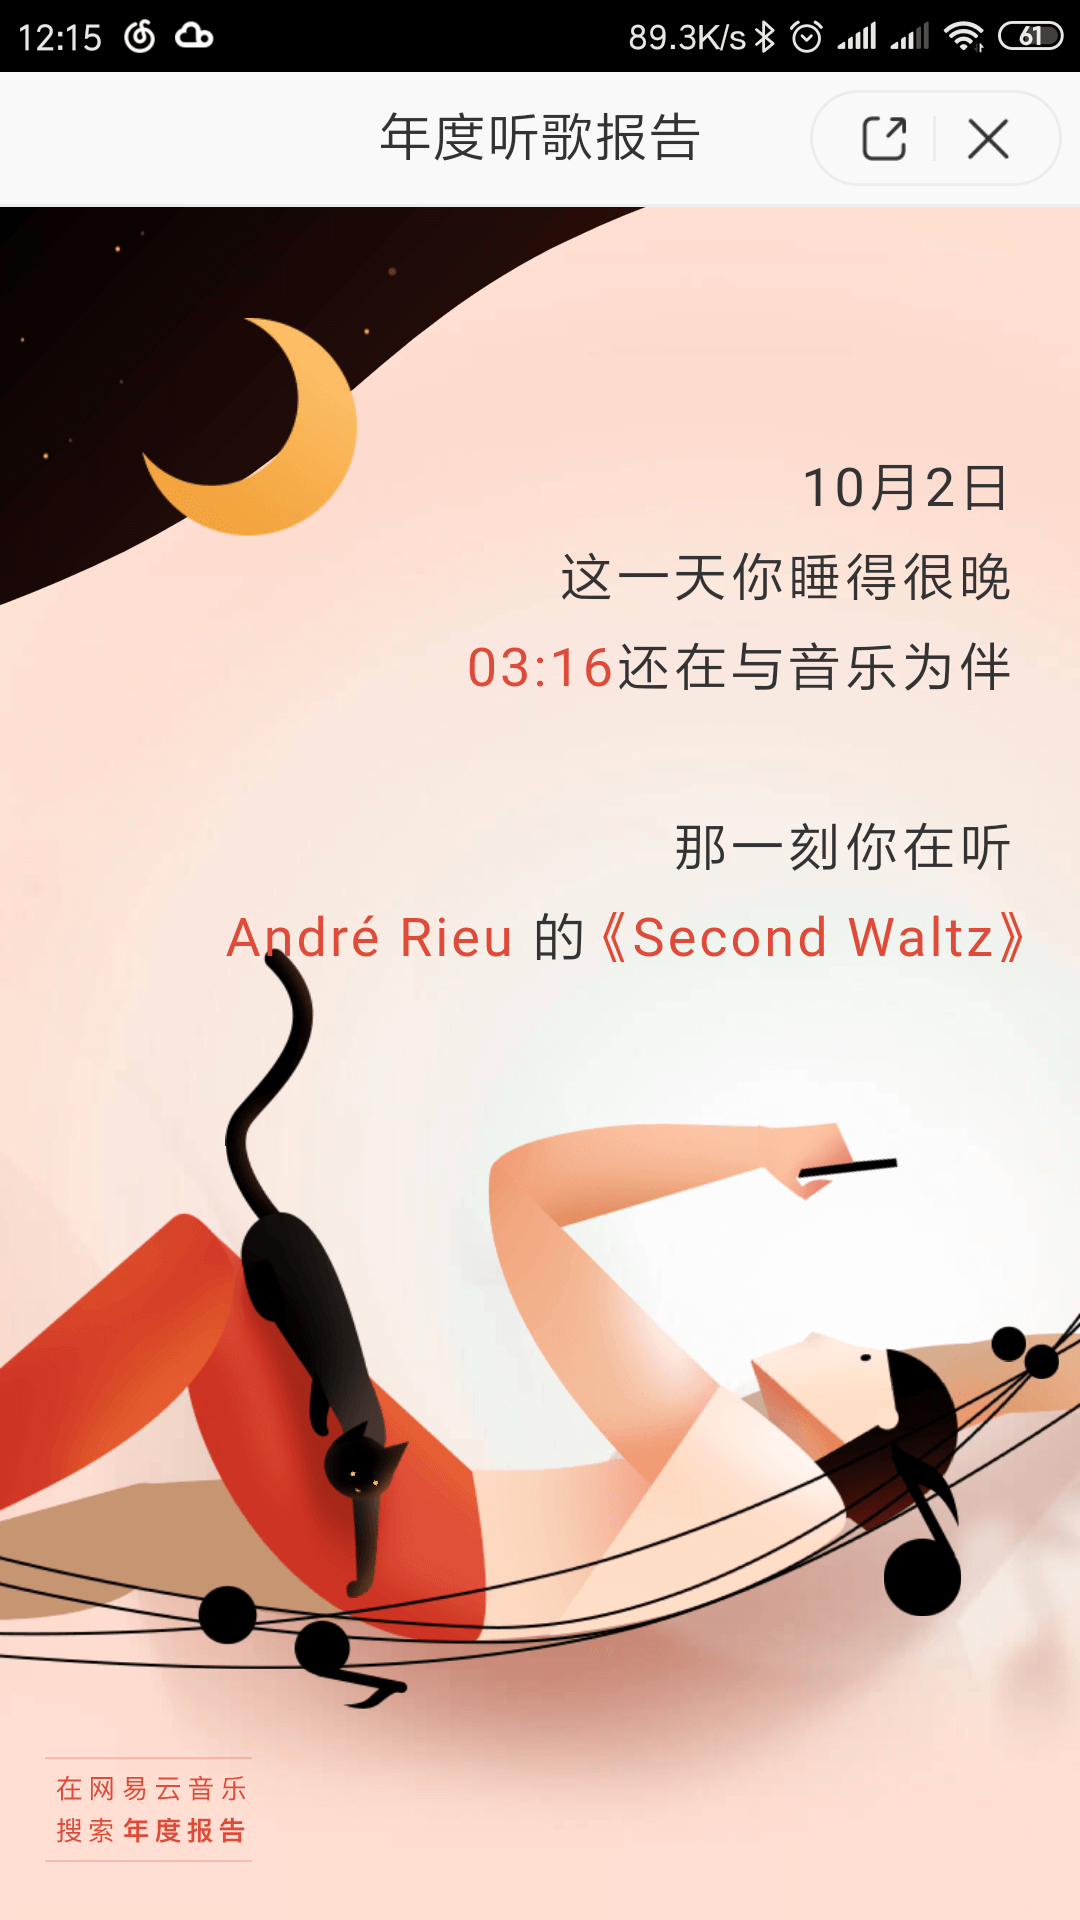 12:15
89.3K/s
61
年度听歌报告
10月2日
这一天你睡得很晚
03:16还在与音乐为伴
那一刻你在听
André Rieu 的《Second Waltz》
在网易云音乐
搜索年度报告